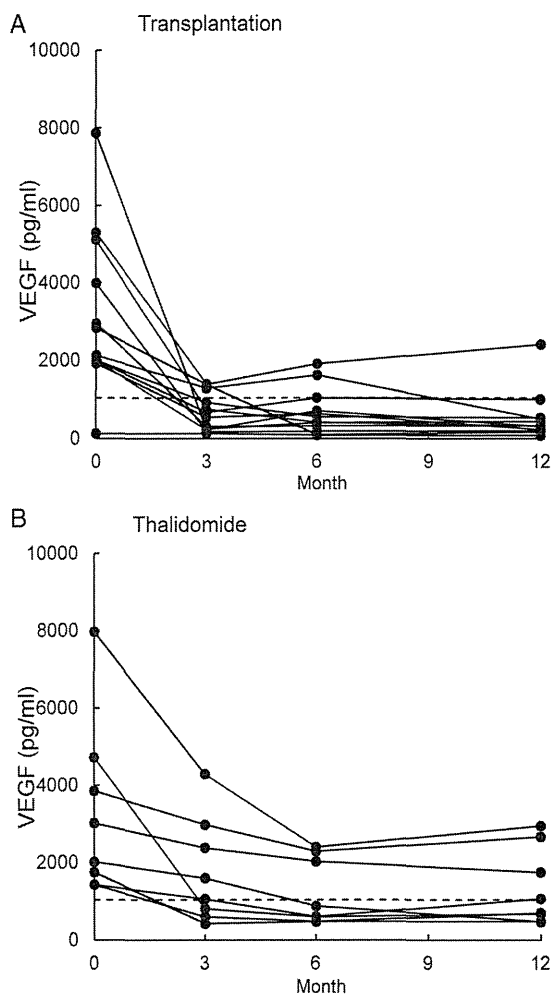 A
Transplantation
10000
8000
6000
4000
2000
0
VEGF (pg/ml)
0 3 6 9 12
Month
B
Thalidomide
10000
8000
6000
4000
2000
0
VEGF (pg/ml)
0 3 6 9 12
Month